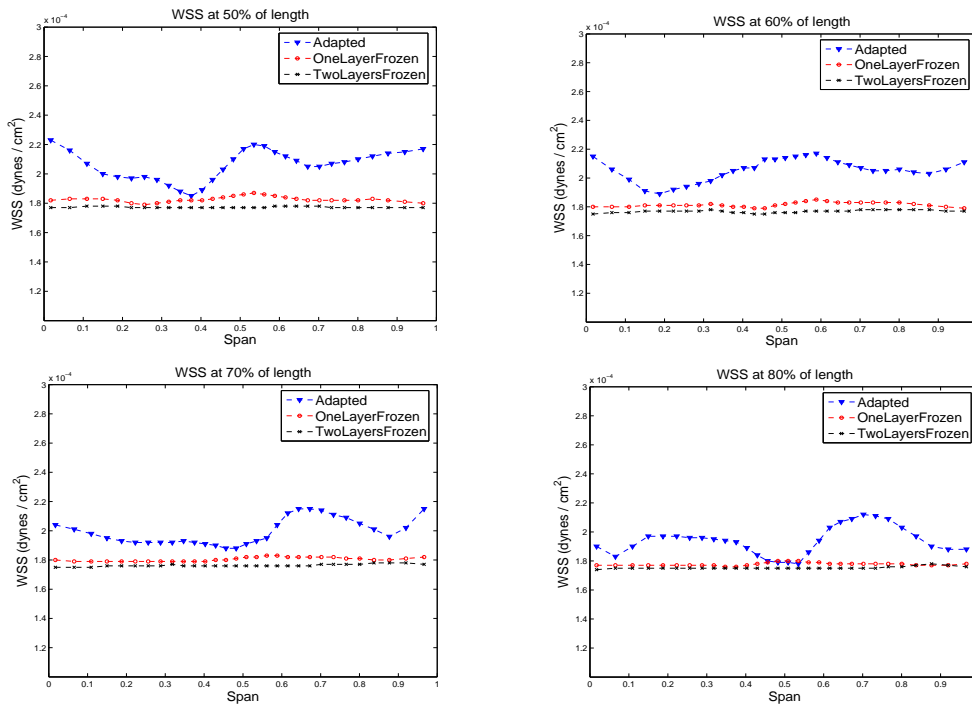 WSS at 50% of length
x 10⁻⁴
3
2.8
2.6
2.4
2.2
2
1.8
1.6
1.4
1.2
WSS (dynes / cm²)
0 0.1 0.2 0.3 0.4 0.5 0.6 0.7 0.8 0.9 1
Span
Adapted
OneLayerFrozen
TwoLayersFrozen
WSS at 60% of length
x 10⁻⁴
3
2.8
2.6
2.4
2.2
2
1.8
1.6
1.4
1.2
WSS (dynes / cm²)
0 0.1 0.2 0.3 0.4 0.5 0.6 0.7 0.8 0.9
Span
Adapted
OneLayerFrozen
TwoLayersFrozen
WSS at 70% of length
x 10⁻⁴
3
2.8
2.6
2.4
2.2
2
1.8
1.6
1.4
1.2
WSS (dynes / cm²)
0 0.1 0.2 0.3 0.4 0.5 0.6 0.7 0.8 0.9 1
Span
Adapted
OneLayerFrozen
TwoLayersFrozen
WSS at 80% of length
x 10⁻⁴
3
2.8
2.6
2.4
2.2
2
1.8
1.6
1.4
1.2
WSS (dynes / cm²)
0 0.1 0.2 0.3 0.4 0.5 0.6 0.7 0.8 0.9
Span
Adapted
OneLayerFrozen
TwoLayersFrozen